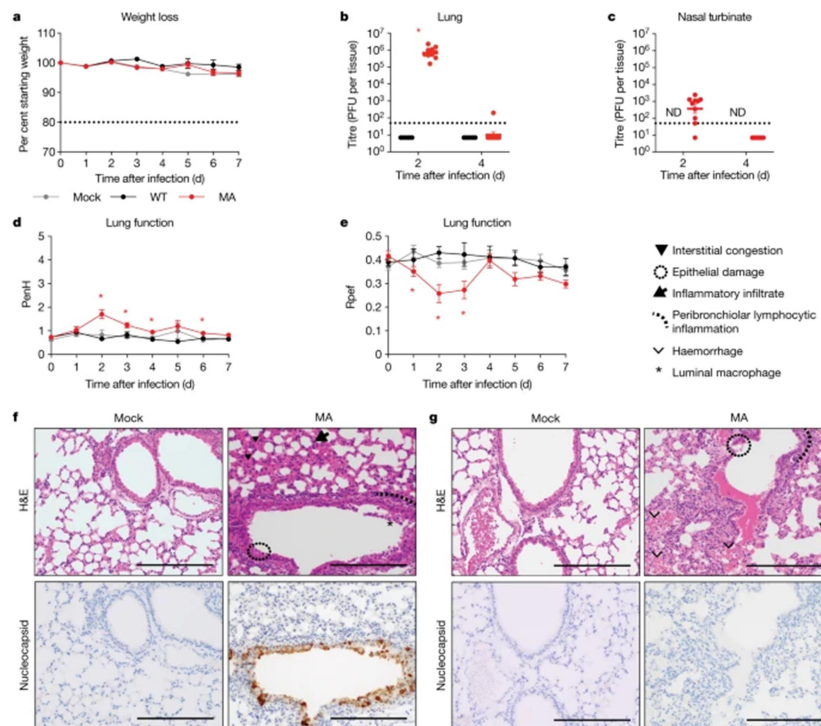 a Weight loss
Per cent starting weight
120
110
100
90
80
70
0 1 2 3 4 5 6 7
Time after infection (d)
Mock WT MA
b Lung
Titre (PFU per tissue)
10⁷
10⁶
10⁵
10⁴
10³
10²
10¹
10⁰
*
2 4
Time after infection (d)
c Nasal turbinate
Titre (PFU per tissue)
10⁷
10⁶
10⁵
10⁴
10³
10²
10¹
10⁰
ND ND
2 4
Time after infection (d)
d Lung function
PenH
5
4
3
2
1
0
* * * *
0 1 2 3 4 5 6 7
Time after infection (d)
e Lung function
Rpef
0.5
0.4
0.3
0.2
0.1
0
* * *
0 1 2 3 4 5 6 7
Time after infection (d)
Interstitial congestion
Epithelial damage
Inflammatory infiltrate
Peribronchiolar lymphocytic
inflammation
Haemorrhage
* Luminal macrophage
f Mock MA
H&E
*
Nucleocapsid
g Mock MA
H&E
Nucleocapsid